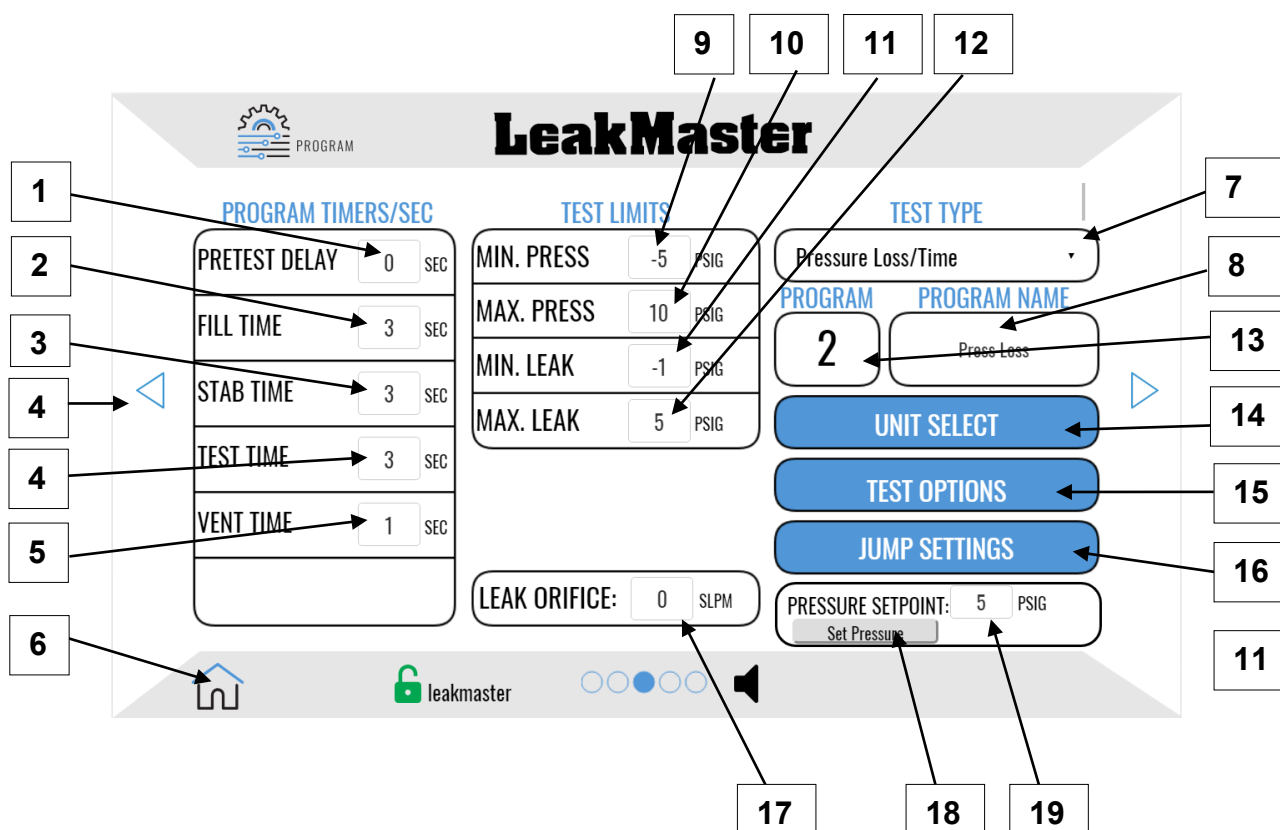 9 10 11 12
PROGRAM
LeakMaster
1
2
3
4
4
5
6
PROGRAM TIMERS/SEC
PRETEST DELAY 0 SEC
FILL TIME 3 SEC
STAB TIME 3 SEC
TEST TIME 3 SEC
VENT TIME 1 SEC
TEST LIMITS
MIN. PRESS -5 PSIG
MAX. PRESS 10 PSIG
MIN. LEAK -1 PSIG
MAX. LEAK 5 PSIG
LEAK ORIFICE: 0 SLPM
TEST TYPE
Pressure Loss/Time
PROGRAM PROGRAM NAME
2 Press Loss
UNIT SELECT
TEST OPTIONS
JUMP SETTINGS
PRESSURE SETPOINT: 5 PSIG
Set Pressure
7
8
13
14
15
16
11
leakmaster
17 18 19